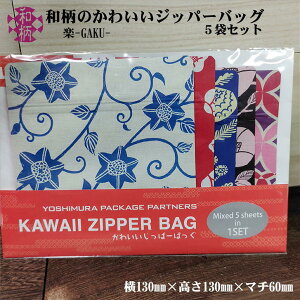 和柄
和柄のかわいいジッパーバッグ
楽-GAKU-
５袋セット
YOSHIMURA PACKAGE PARTNERS
KAWAII ZIPPER BAG
かわいいじっぱーばっぐ
Mixed 5 sheets
in
1SET
横130mm×高さ130mm×マチ60mm